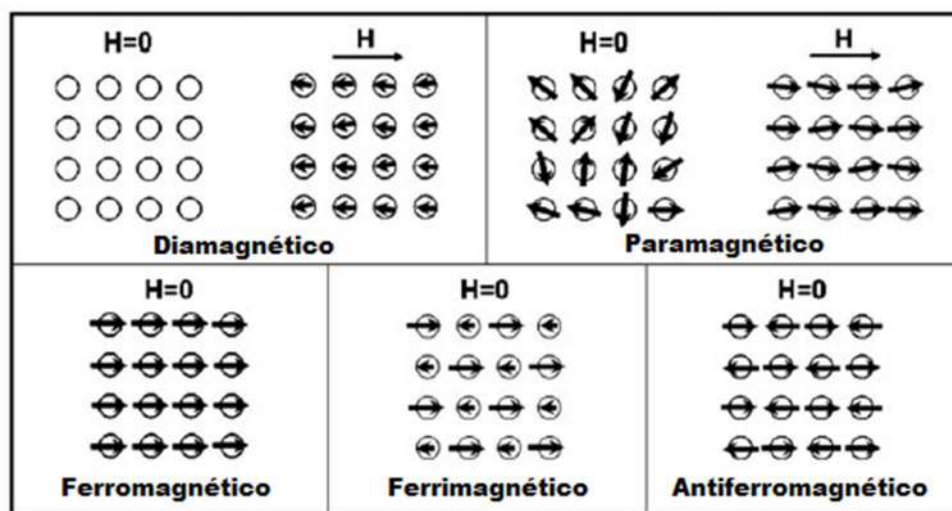 H=0
H
Diamagnético
H=0
H
Paramagnético
H=0
Ferromagnético
H=0
Ferrimagnético
H=0
Antiferromagnético